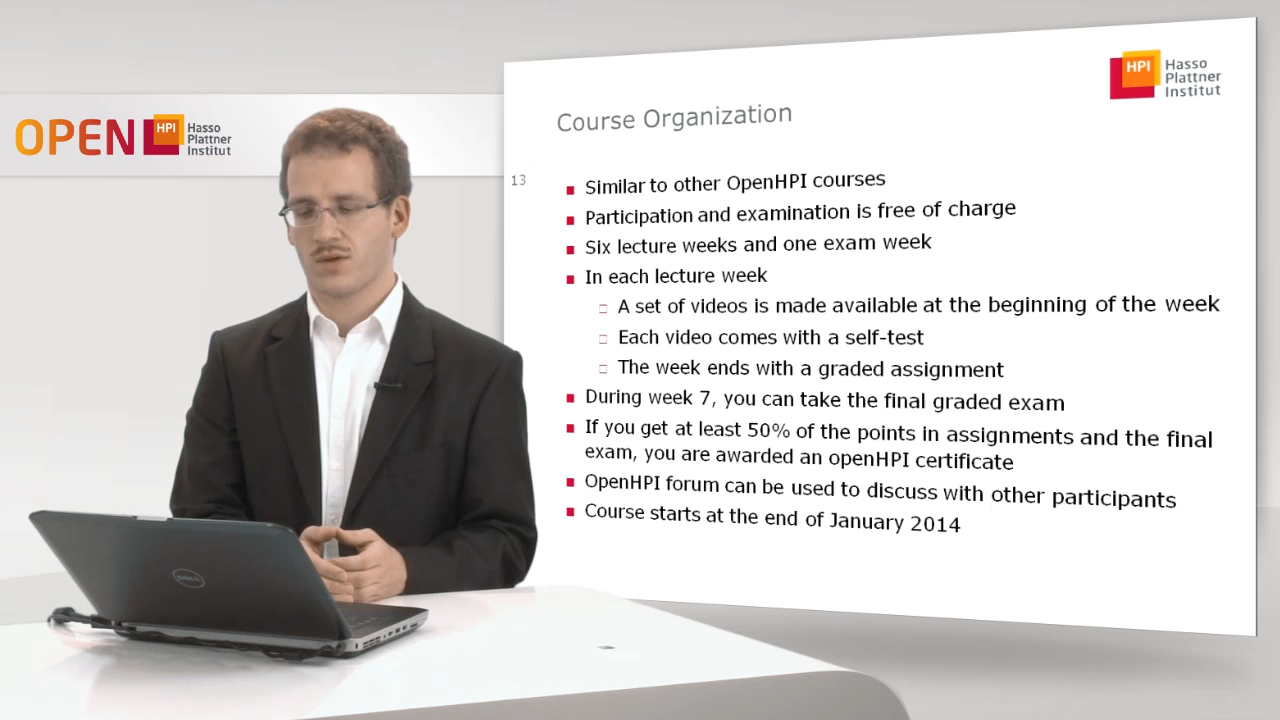 OPEN HPI Hasso
Plattner
Institut
HPI Hasso
Plattner
Institut
Course Organization
13
Similar to other OpenHPI courses
Participation and examination is free of charge
Six lecture weeks and one exam week
In each lecture week
A set of videos is made available at the beginning of the week
Each video comes with a self-test
The week ends with a graded assignment
During week 7, you can take the final graded exam
If you get at least 50% of the points in assignments and the final
exam, you are awarded an openHPI certificate
OpenHPI forum can be used to discuss with other participants
Course starts at the end of January 2014
DELL